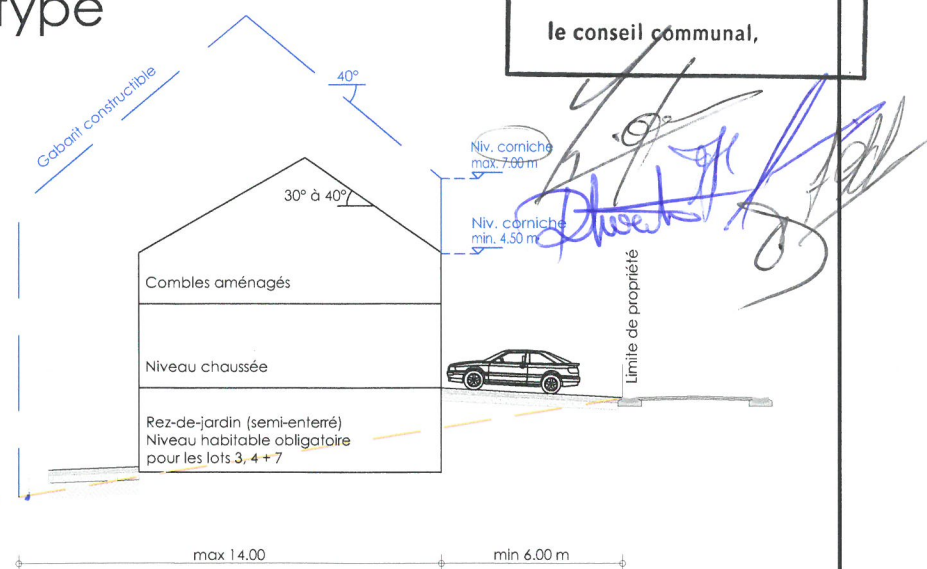 type
le conseil communal,
Gabarit constructible
40°
Niv. corniche
max. 7.00 m
30° à 40°
Niv. corniche
min. 4.50 m
Limite de propriété
Combles aménagés
Niveau chaussée
Rez-de-jardin (semi-enterré)
Niveau habitable obligatoire
pour les lots 3, 4 + 7
max 14.00
min 6.00 m